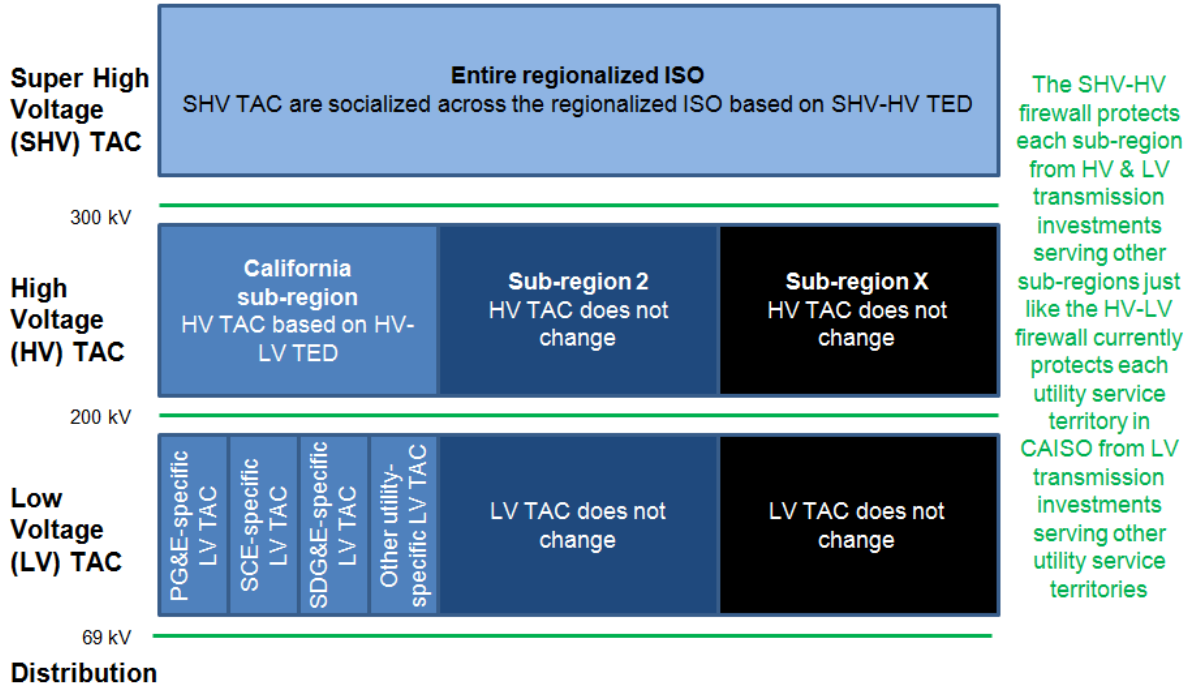 Super High
Voltage
(SHV) TAC
Entire regionalized ISO
SHV TAC are socialized across the regionalized ISO based on SHV-HV TED
300 kV
High
Voltage
(HV) TAC
California
sub-region
HV TAC based on HV-
LV TED
Sub-region 2
HV TAC does not
change
Sub-region X
HV TAC does not
change
200 kV
Low
Voltage
(LV) TAC
PG&E-specific
LV TAC
SCE-specific
LV TAC
SDG&E-specific
LV TAC
Other utility-
specific LV TAC
LV TAC does not
change
LV TAC does not
change
69 kV
Distribution
The SHV-HV
firewall protects
each sub-region
from HV & LV
transmission
investments
serving other
sub-regions just
like the HV-LV
firewall currently
protects each
utility service
territory in
CAISO from LV
transmission
investments
serving other
utility service
territories